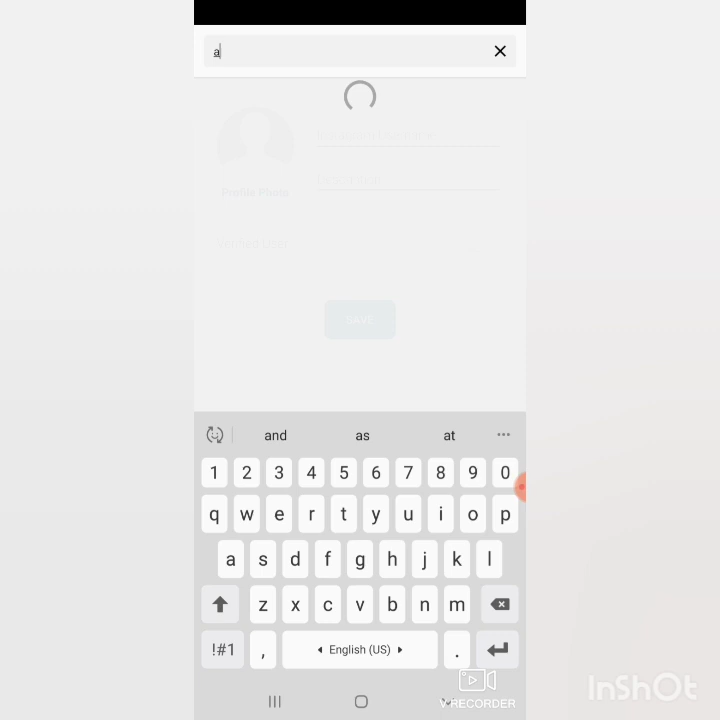 a
Profile Photo
Verified User
SAVE
and as at
1 2 3 4 5 6 7 8 9 0
q w e r t y u i o p
a s d f g h j k l
z x c v b n m
!#1 , English (US) .
V RECORDER
InShOt